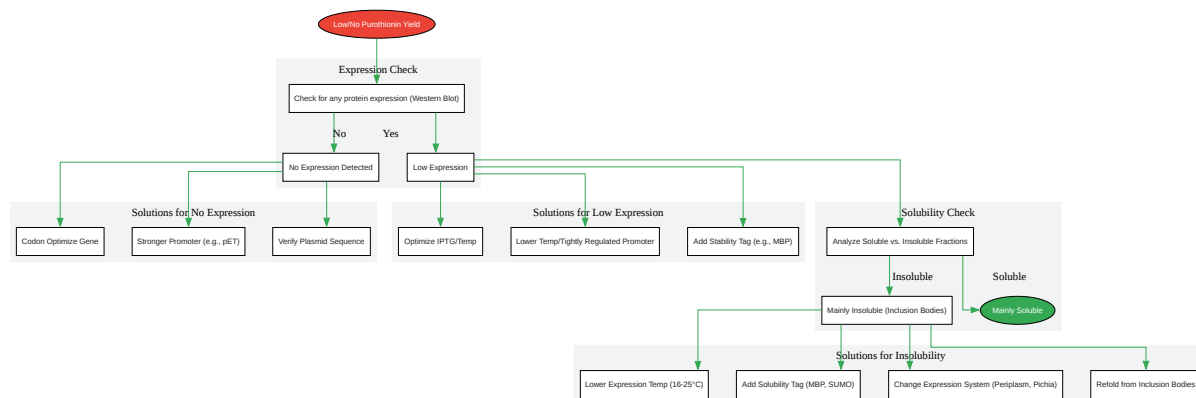 Low/No Purothionin Yield
Expression Check
Check for any protein expression (Western Blot)
No
Yes
No Expression Detected
Low Expression
Solutions for No Expression
Solutions for Low Expression
Solubility Check
Codon Optimize Gene
Stronger Promoter (e.g., pET)
Verify Plasmid Sequence
Optimize IPTG/Temp
Lower Temp/Tightly Regulated Promoter
Add Stability Tag (e.g., MBP)
Analyze Soluble vs. Insoluble Fractions
Insoluble
Soluble
Mainly Insoluble (Inclusion Bodies)
Mainly Soluble
Solutions for Insolubility
Lower Expression Temp (16-25°C)
Add Solubility Tag (MBP, SUMO)
Change Expression System (Periplasm, Pichia)
Refold from Inclusion Bodies